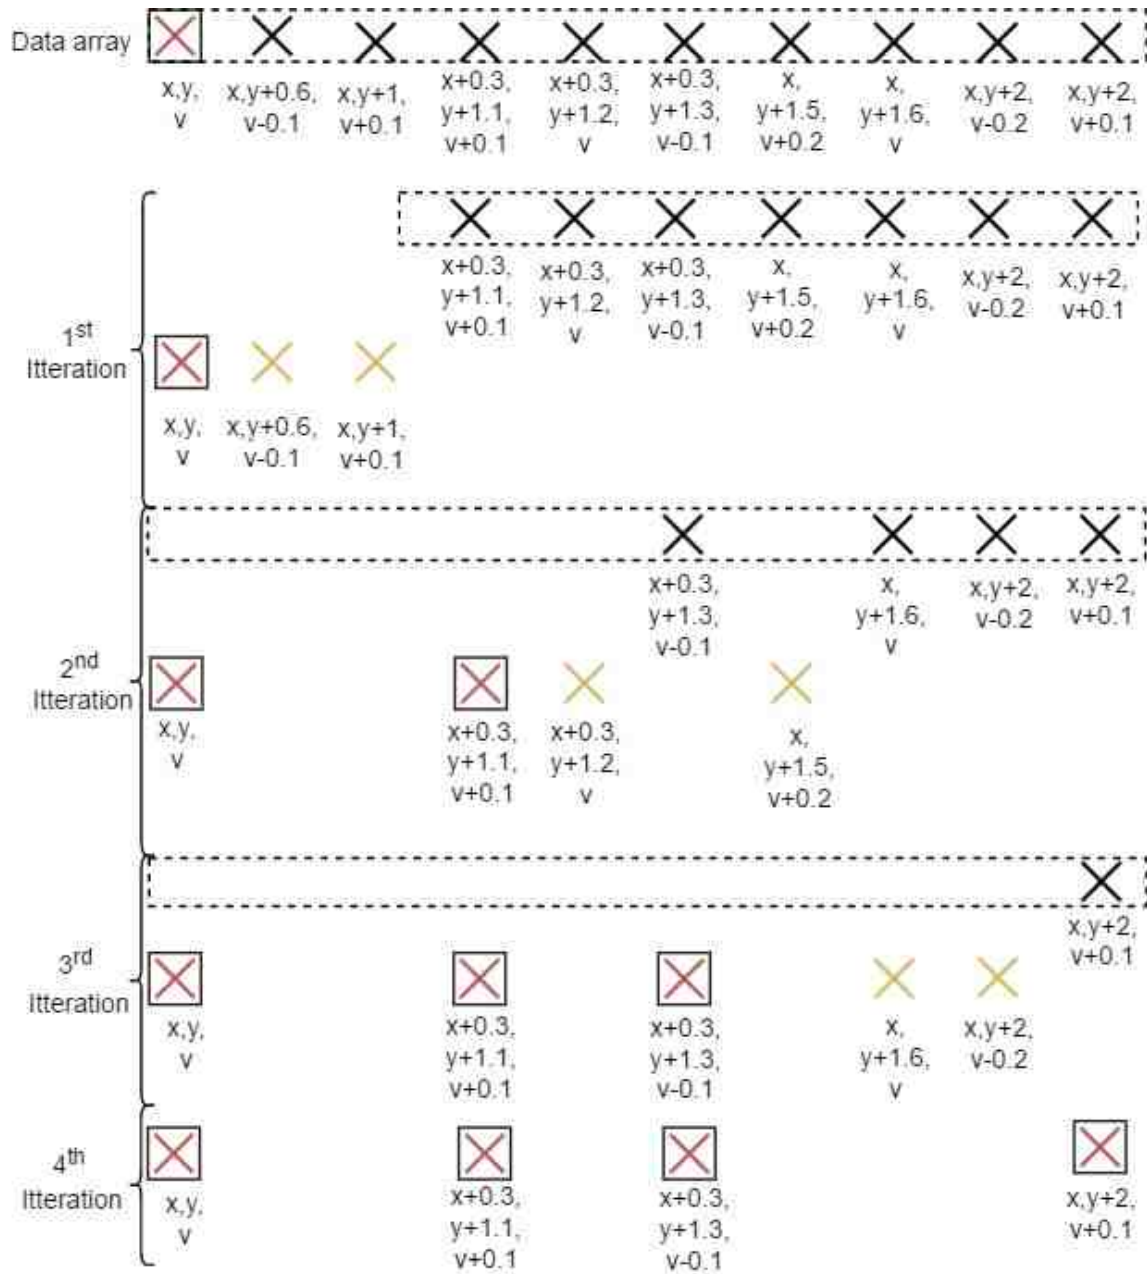 Data array
x,y,
v
x,y+0.6,
v-0.1
x,y+1,
v+0.1
x+0.3,
y+1.1,
v+0.1
x+0.3,
y+1.2,
v
x+0.3,
y+1.3,
v-0.1
x,
y+1.5,
v+0.2
x,
y+1.6,
v
x,y+2,
v-0.2
x,y+2,
v+0.1
1st
Itteration
x+0.3,
y+1.1,
v+0.1
x+0.3,
y+1.2,
v
x+0.3,
y+1.3,
v-0.1
x,
y+1.5,
v+0.2
x,
y+1.6,
v
x,y+2,
v-0.2
x,y+2,
v+0.1
x,y,
v
x,y+0.6,
v-0.1
x,y+1,
v+0.1
2nd
Itteration
x+0.3,
y+1.3,
v-0.1
x,
y+1.6,
v
x,y+2,
v-0.2
x,y+2,
v+0.1
x,y,
v
x+0.3,
y+1.1,
v+0.1
x+0.3,
y+1.2,
v
x,
y+1.5,
v+0.2
3rd
Itteration
x,y+2,
v+0.1
x,y,
v
x+0.3,
y+1.1,
v+0.1
x+0.3,
y+1.3,
v-0.1
x,
y+1.6,
v
x,y+2,
v-0.2
4th
Itteration
x,y,
v
x+0.3,
y+1.1,
v+0.1
x+0.3,
y+1.3,
v-0.1
x,y+2,
v+0.1